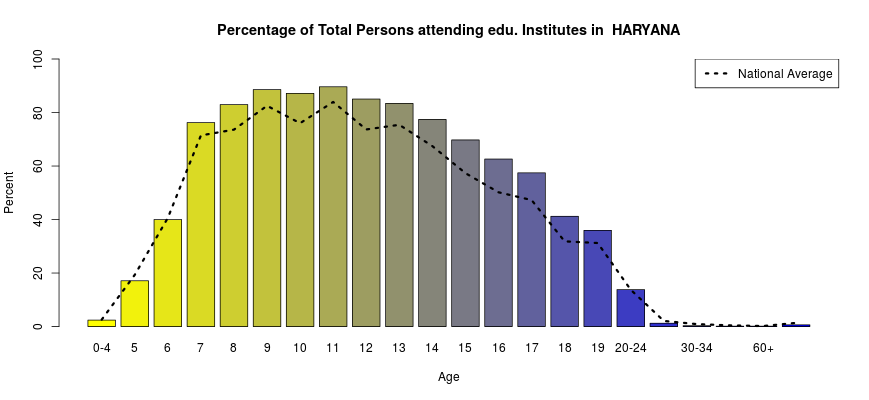 Percentage of Total Persons attending edu. Institutes in  HARYANA
National Average
Percent
100
80
60
40
20
0
0-4 5 6 7 8 9 10 11 12 13 14 15 16 17 18 19 20-24 30-34 60+
Age